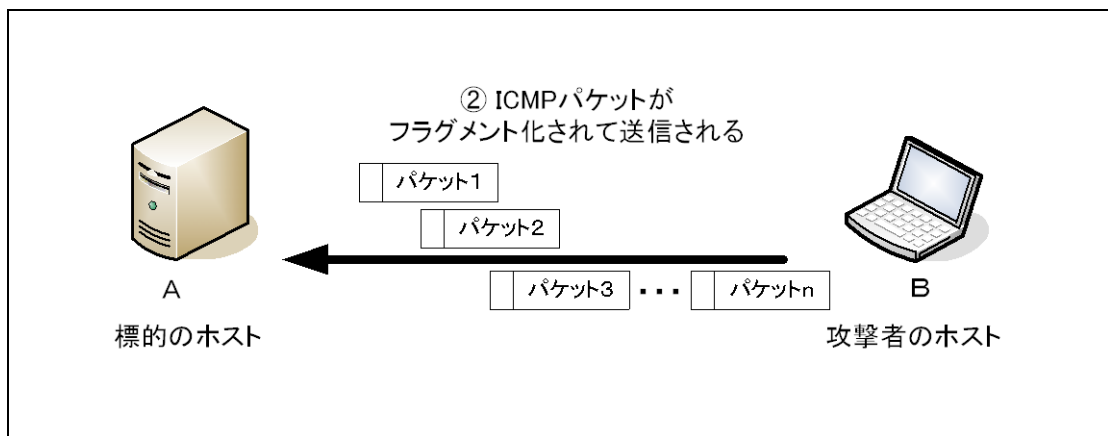 ② ICMPパケットが
フラグメント化されて送信される
パケット1
パケット2
パケット3 ・・・ パケットn
A
B
標的のホスト
攻撃者のホスト